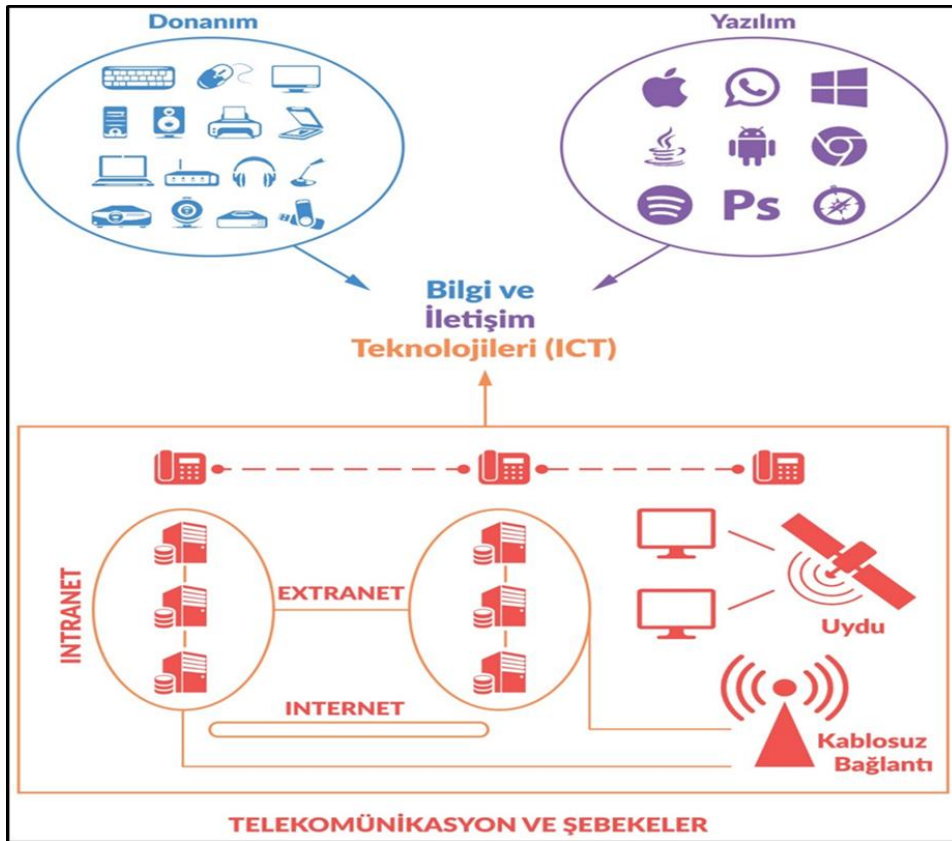 Donanım
Yazılım
Ps
Bilgi ve
İletişim
Teknolojileri (ICT)
INTRANET
EXTRANET
INTERNET
Uydu
Kablosuz
Bağlantı
TELEKOMÜNİKASYON VE ŞEBEKELER